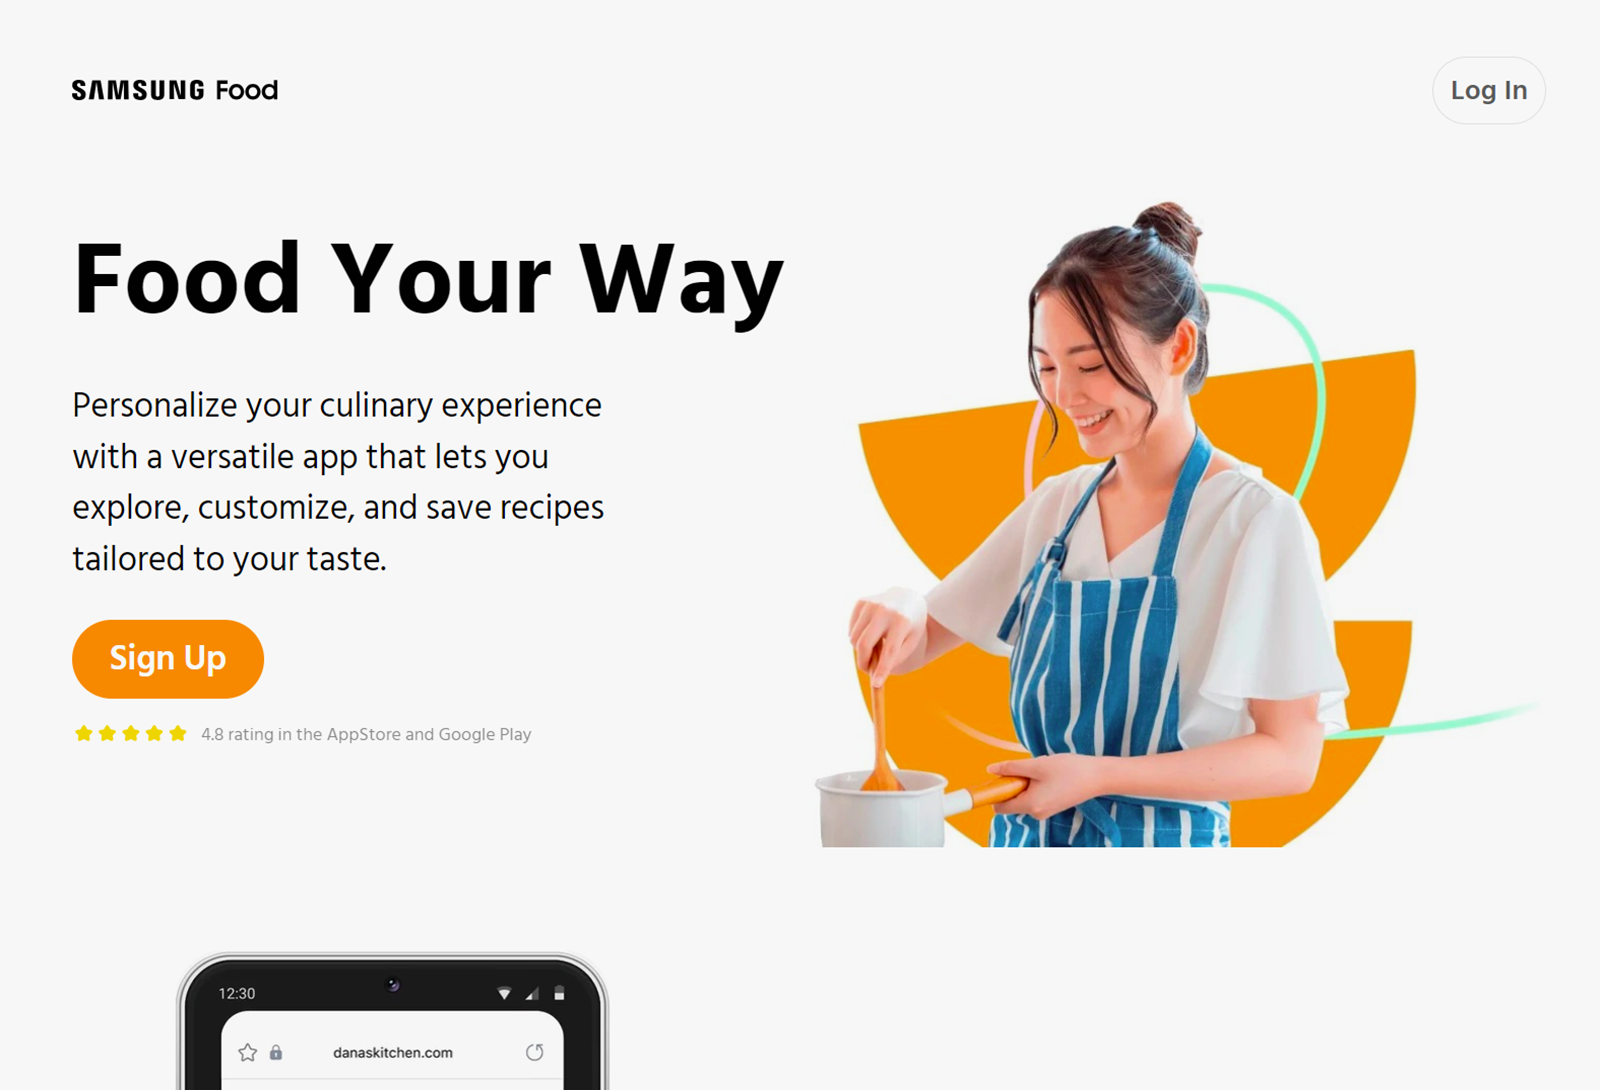 SAMSUNG Food
Log In
Food Your Way
Personalize your culinary experience
with a versatile app that lets you
explore, customize, and save recipes
tailored to your taste.
Sign Up
4.8 rating in the AppStore and Google Play
12:30
danaskitchen.com